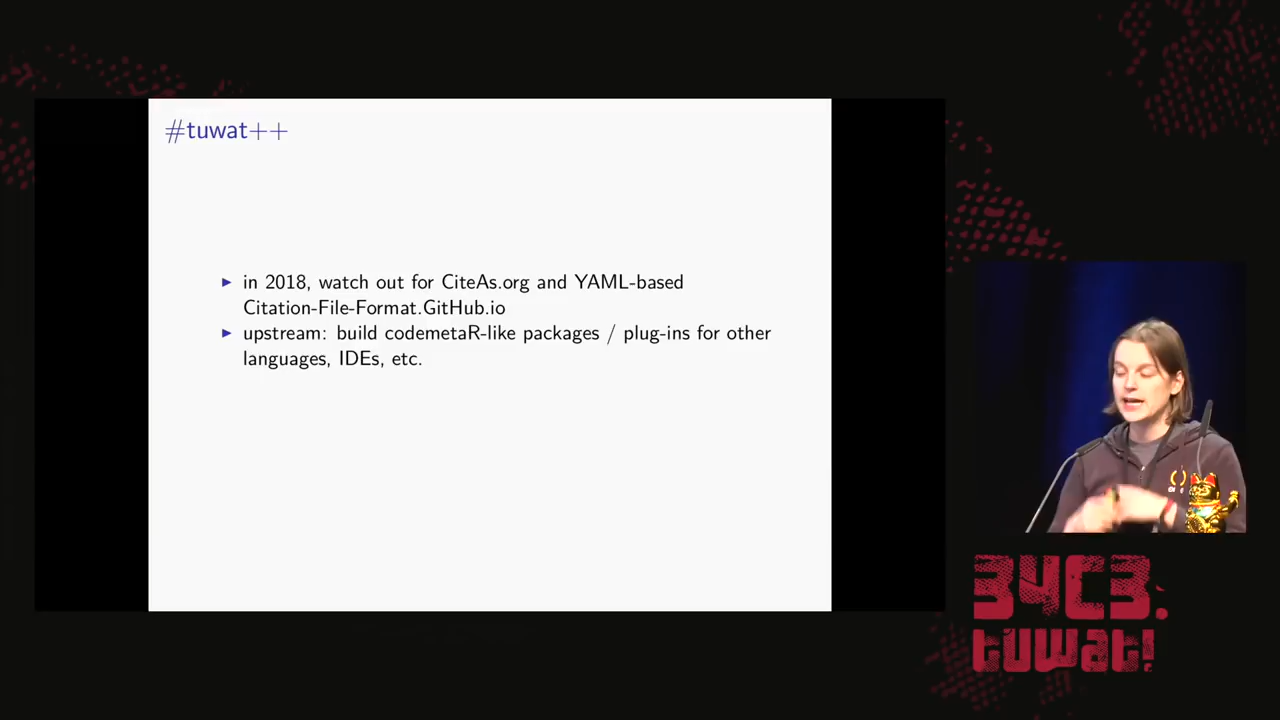 #tuwat++
▶ in 2018, watch out for CiteAs.org and YAML-based
Citation-File-Format.GitHub.io
▶ upstream: build codemetaR-like packages / plug-ins for other
languages, IDEs, etc.
34C3.
tuwat!